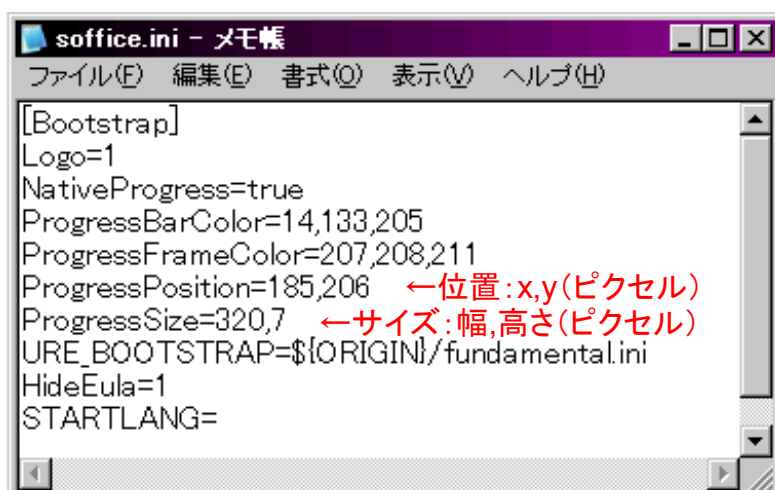 soffice.ini - メモ帳
ファイル(F) 編集(E) 書式(O) 表示(V) ヘルプ(H)
[Bootstrap]
Logo=1
NativeProgress=true
ProgressBarColor=14,133,205
ProgressFrameColor=207,208,211
ProgressPosition=185,206 ←位置:x,y(ピクセル)
ProgressSize=320,7 ←サイズ:幅,高さ(ピクセル)
URE_BOOTSTRAP=${ORIGIN}/fundamental.ini
HideEula=1
STARTLANG=